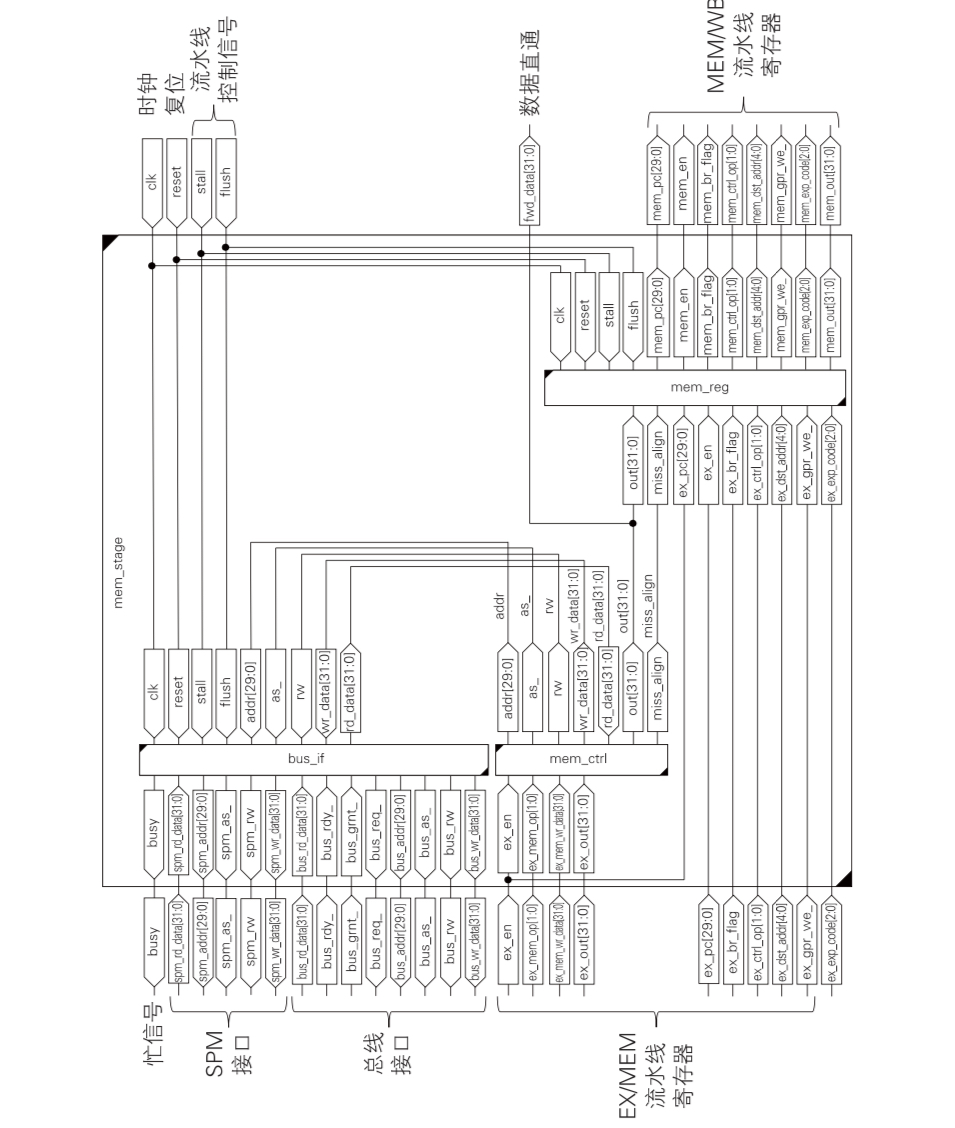 mem_stage
忙信号
SPM
接口
总线
接口
EX/MEM
流水线
寄存器
busy
spm_rd_data[31:0]
spm_addr[29:0]
spm_as_
spm_rw
spm_wr_data[31:0]
bus_rd_data[31:0]
bus_rdy_
bus_grnt_
bus_req_
bus_addr[29:0]
bus_as_
bus_rw
bus_wr_data[31:0]
ex_en
ex_mem_op[1:0]
ex_mem_wr_data[31:0]
ex_out[31:0]
ex_pc[29:0]
ex_br_flag
ex_ctrl_op[1:0]
ex_dst_addr[4:0]
ex_gpr_we_
ex_exp_code[2:0]
busy
spm_rd_data[31:0]
spm_addr[29:0]
spm_as_
spm_rw
spm_wr_data[31:0]
bus_rd_data[31:0]
bus_rdy_
bus_grnt_
bus_req_
bus_addr[29:0]
bus_as_
bus_rw
bus_wr_data[31:0]
ex_en
ex_mem_op[1:0]
ex_mem_wr_data[31:0]
ex_out[31:0]
bus_if
mem_ctrl
clk
reset
stall
flush
addr[29:0]
as_
rw
wr_data[31:0]
rd_data[31:0]
addr[29:0]
as_
rw
wr_data[31:0]
rd_data[31:0]
out[31:0]
miss_align
addr
as_
rw
wr_data[31:0]
rd_data[31:0]
out[31:0]
miss_align
out[31:0]
miss_align
ex_pc[29:0]
ex_en
ex_br_flag
ex_ctrl_op[1:0]
ex_dst_addr[4:0]
ex_gpr_we_
ex_exp_code[2:0]
mem_reg
clk
reset
stall
flush
mem_pc[29:0]
mem_en
mem_br_flag
mem_ctrl_op[1:0]
mem_dst_addr[4:0]
mem_gpr_we_
mem_exp_code[2:0]
mem_out[31:0]
clk
reset
stall
flush
fwd_data[31:0]
mem_pc[29:0]
mem_en
mem_br_flag
mem_ctrl_op[1:0]
mem_dst_addr[4:0]
mem_gpr_we_
mem_exp_code[2:0]
mem_out[31:0]
时钟
复位
流水线
控制信号
数据直通
MEM/WB
流水线
寄存器